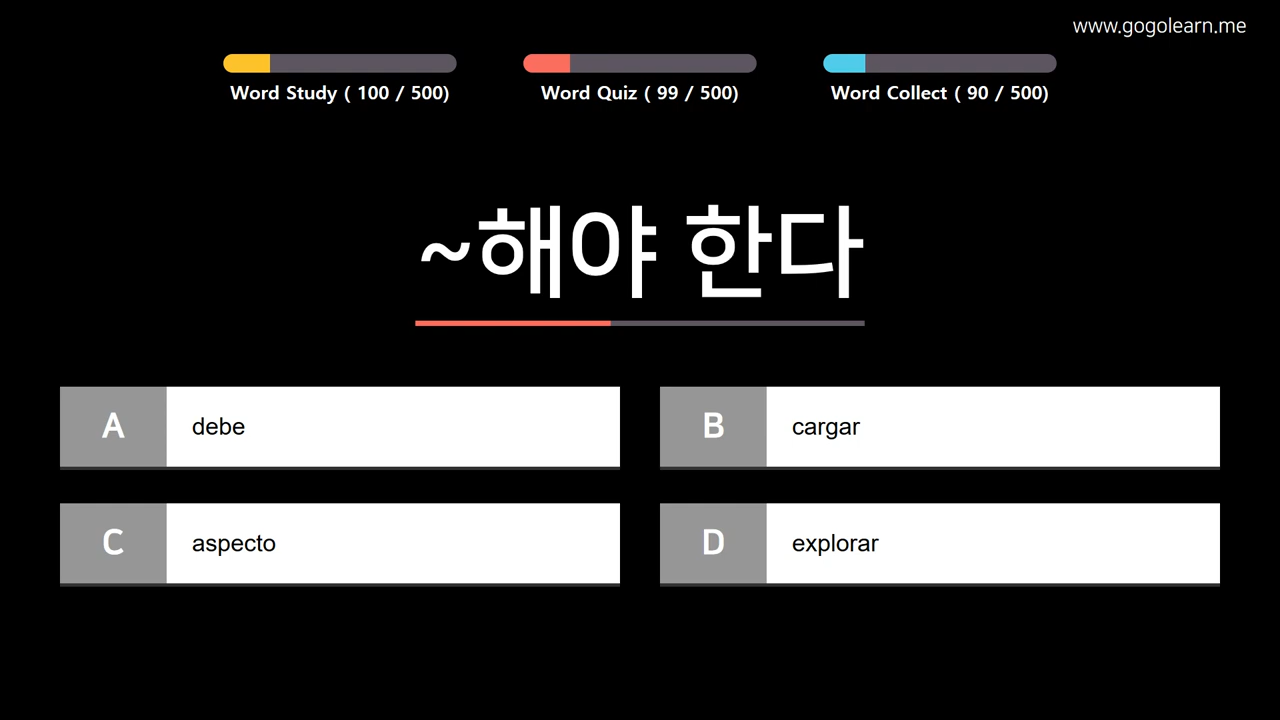 www.gogolearn.me
Word Study ( 100 / 500)
Word Quiz ( 99 / 500)
Word Collect ( 90 / 500)
~해야 한다
A debe
B cargar
C aspecto
D explorar